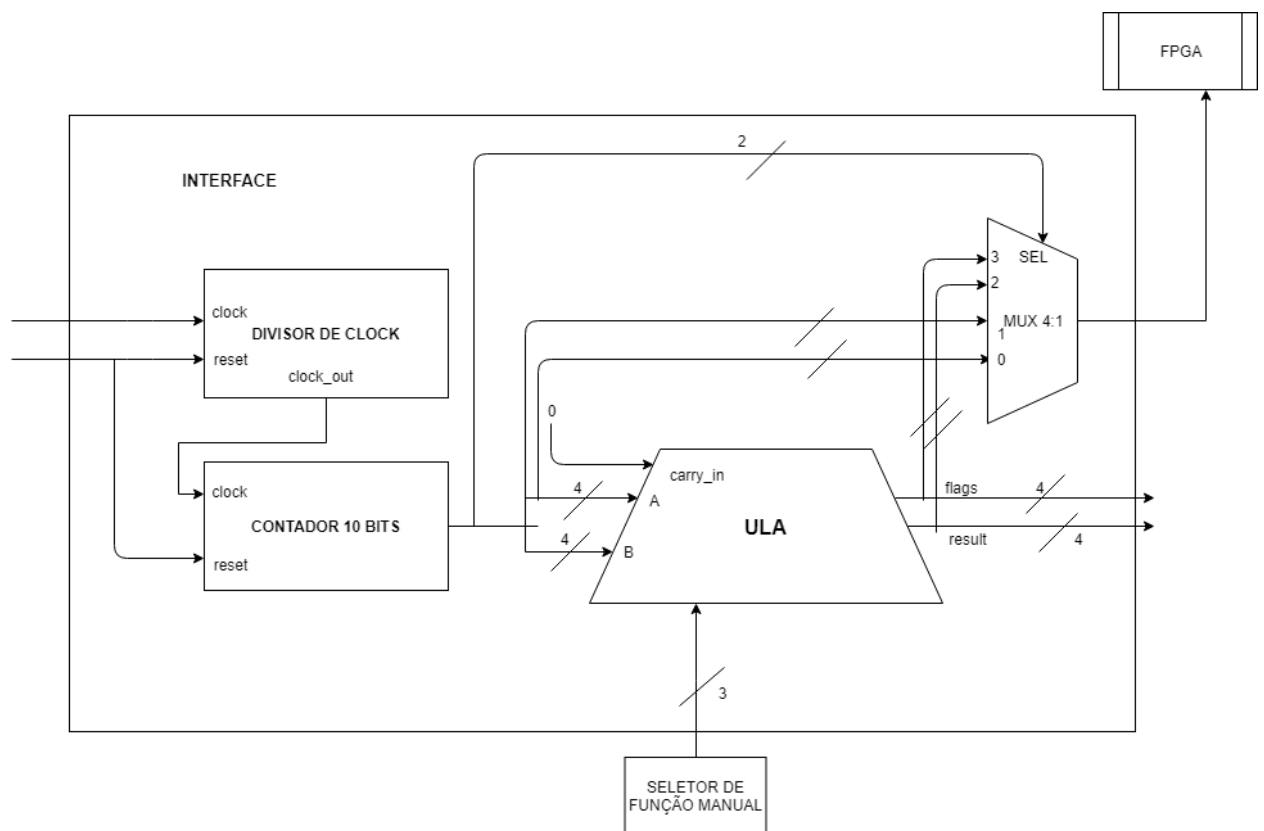 FPGA
2
INTERFACE
3
SEL
2
clock
DIVISOR DE CLOCK
MUX 4:1
1
reset
0
clock_out
0
carry_in
clock
4
A
flags
4
CONTADOR 10 BITS
ULA
4
B
result
4
reset
3
SELETOR DE
FUNÇÃO MANUAL